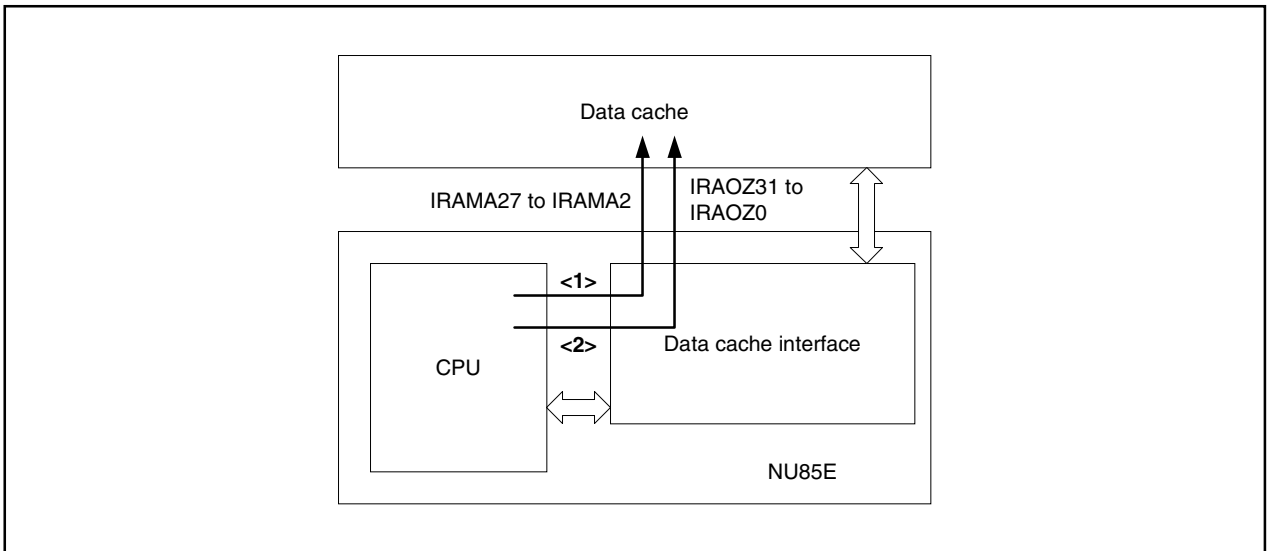 Data cache
IRAMA27 to IRAMA2
IRAOZ31 to
IRAOZ0
<1>
<2>
Data cache interface
CPU
NU85E